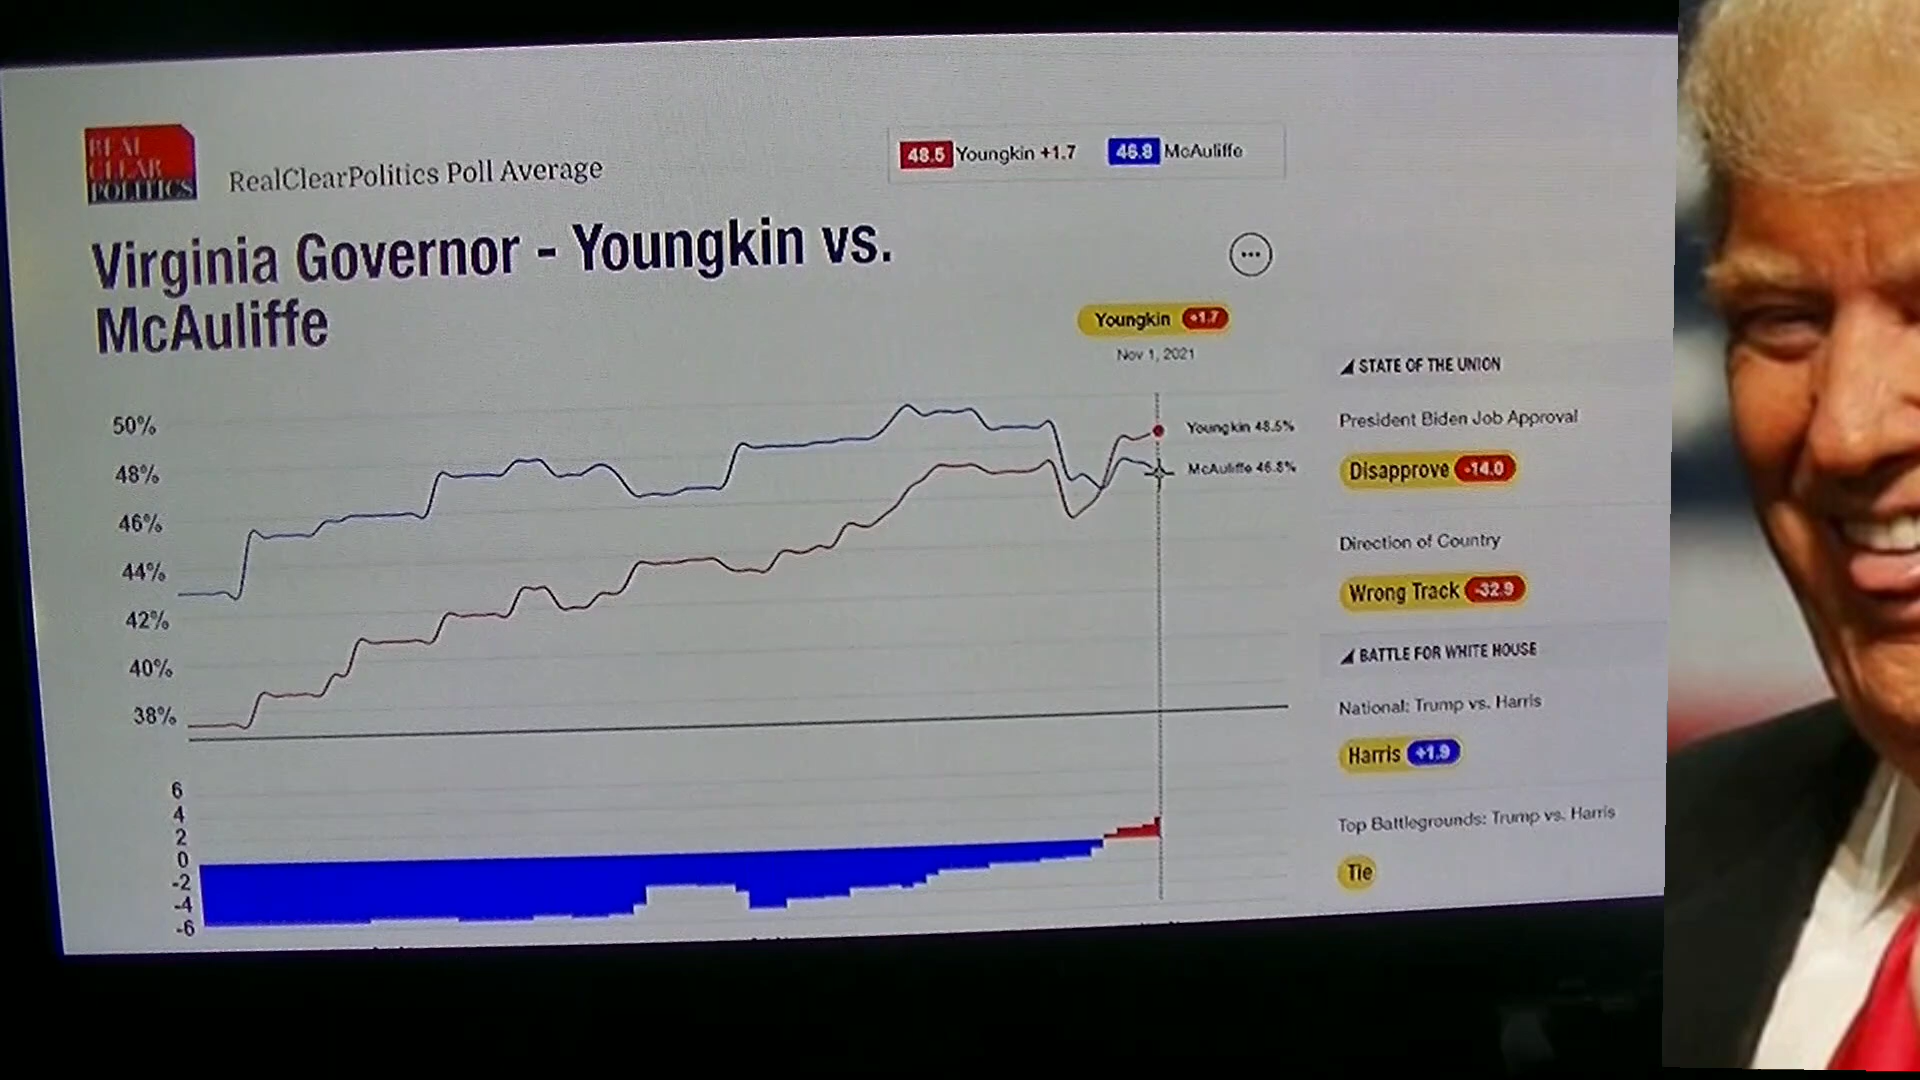 REAL
CLEAR
POLITICS
RealClearPolitics Poll Average
48.5 Youngkin +1.7 46.8 McAuliffe
Virginia Governor - Youngkin vs.
McAuliffe
...
Youngkin +1.7
Nov 1, 2021
50%
48%
46%
44%
42%
40%
38%
Youngkin 48.5%
McAuliffe 46.8%
6
4
2
0
-2
-4
-6
STATE OF THE UNION
President Biden Job Approval
Disapprove -14.0
Direction of Country
Wrong Track -32.9
BATTLE FOR WHITE HOUSE
National: Trump vs. Harris
Harris +1.9
Top Battlegrounds: Trump vs. Harris
Tie